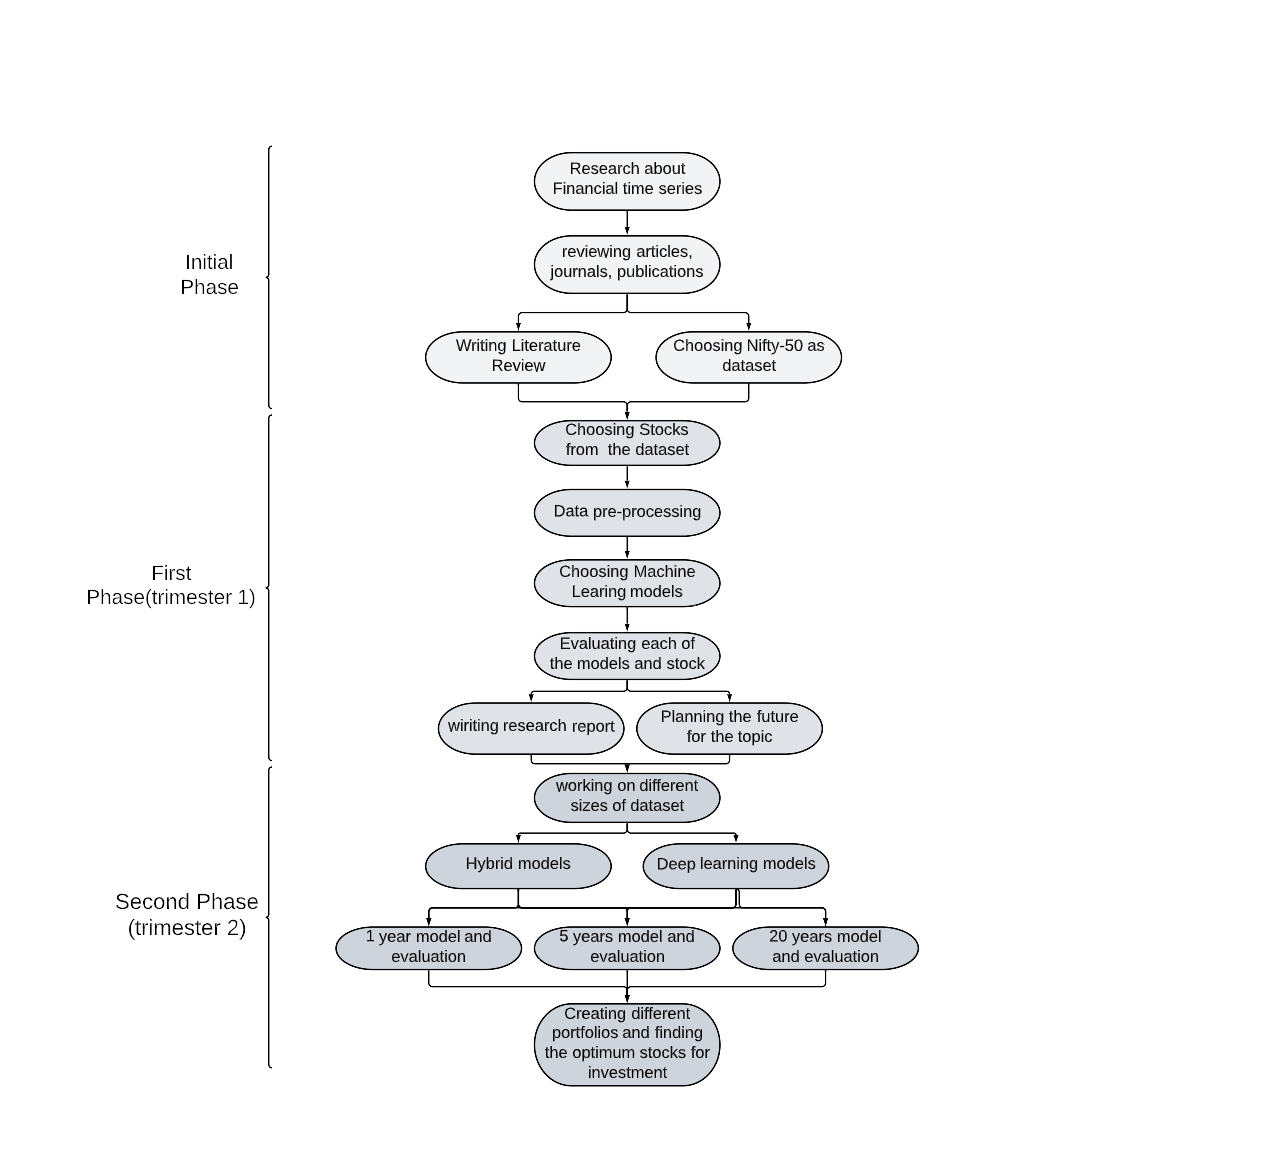 Research about
Financial time series
reviewing articles,
journals, publications
Initial
Phase
Writing Literature
Review
Choosing Nifty-50 as
dataset
Choosing Stocks
from  the dataset
Data pre-processing
First
Phase(trimester 1)
Choosing Machine
Learing models
Evaluating each of
the models and stock
wiriting research report
Planning the future
for the topic
working on different
sizes of dataset
Hybrid models
Deep learning models
Second Phase
(trimester 2)
1 year model and
evaluation
5 years model and
evaluation
20 years model
and evaluation
Creating different
portfolios and finding
the optimum stocks for
investment